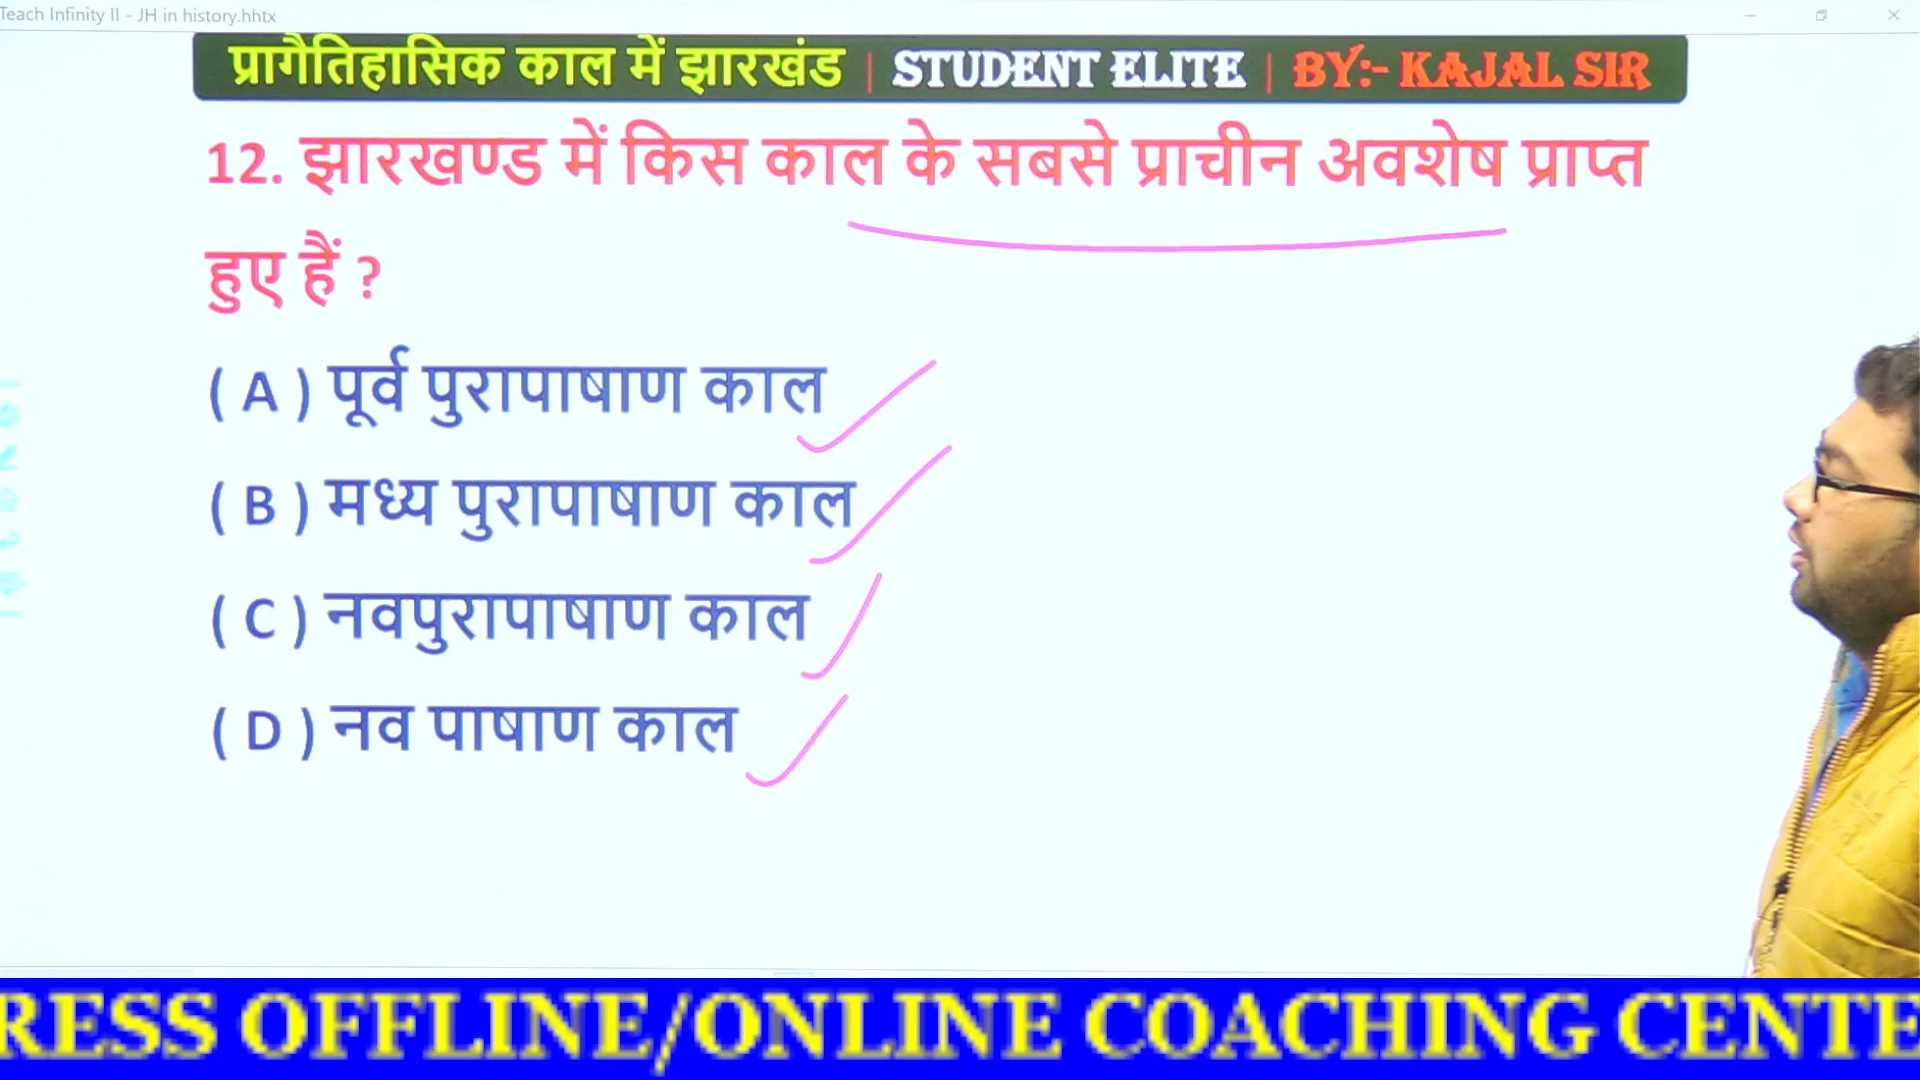 Teach Infinity II - JH in history.hhtx
प्रागैतिहासिक काल में झारखंड | STUDENT ELITE | BY:- KAJAL SIR
12. झारखण्ड में किस काल के सबसे प्राचीन अवशेष प्राप्त
हुए हैं ?
( A ) पूर्व पुरापाषाण काल
( B ) मध्य पुरापाषाण काल
( C ) नवपुरापाषाण काल
( D ) नव पाषाण काल
RESS OFFLINE/ONLINE COACHING CENTE